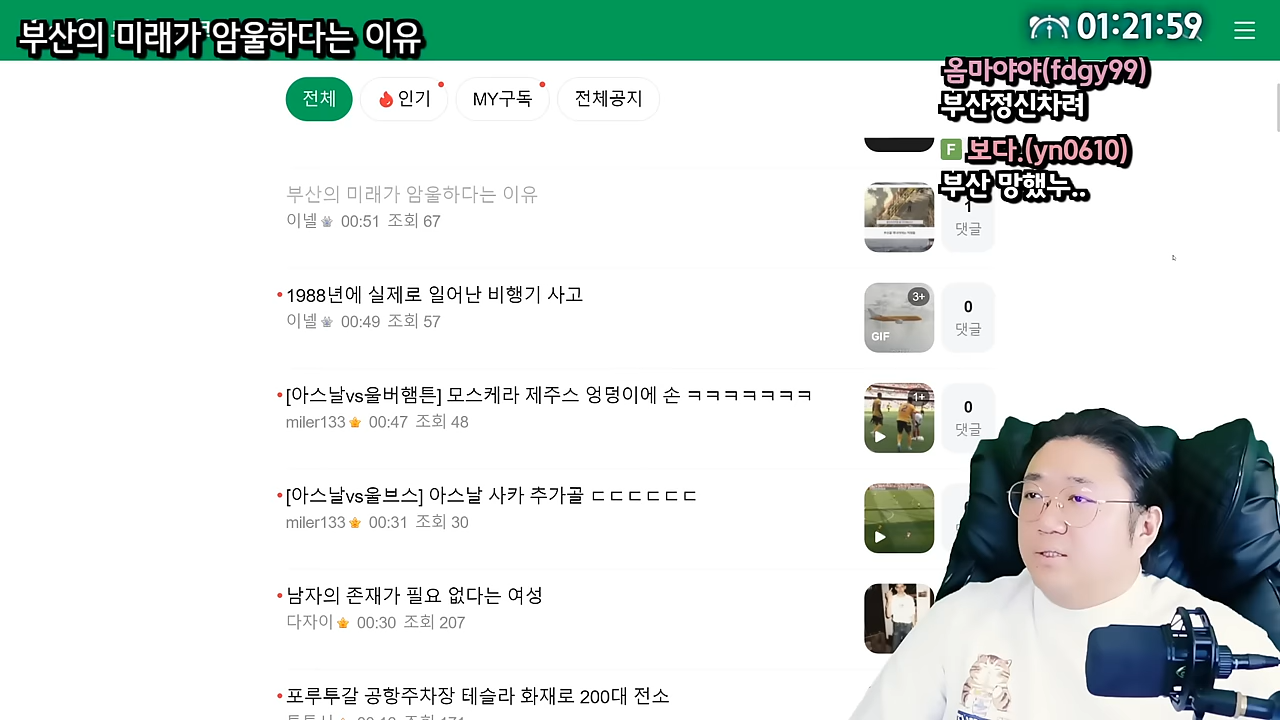 부산의 미래가 암울하다는 이유
01:21:59
전체
인기
MY구독
전체공지
옴마야야(fdgy99)
부산정신차려
F 보다.(yn0610)
부산 망했누..
부산의 미래가 암울하다는 이유
이넬 00:51 조회 67
1
댓글
1988년에 실제로 일어난 비행기 사고
이넬 00:49 조회 57
3+
GIF
0
댓글
[아스날vs울버햄튼] 모스케라 제주스 엉덩이에 손 ㅋㅋㅋㅋㅋㅋㅋ
miler133 00:47 조회 48
1+
0
댓글
[아스날vs울브스] 아스날 사카 추가골 ㄷㄷㄷㄷㄷㄷ
miler133 00:31 조회 30
남자의 존재가 필요 없다는 여성
다자이 00:30 조회 207
포루투갈 공항주차장 테슬라 화재로 200대 전소